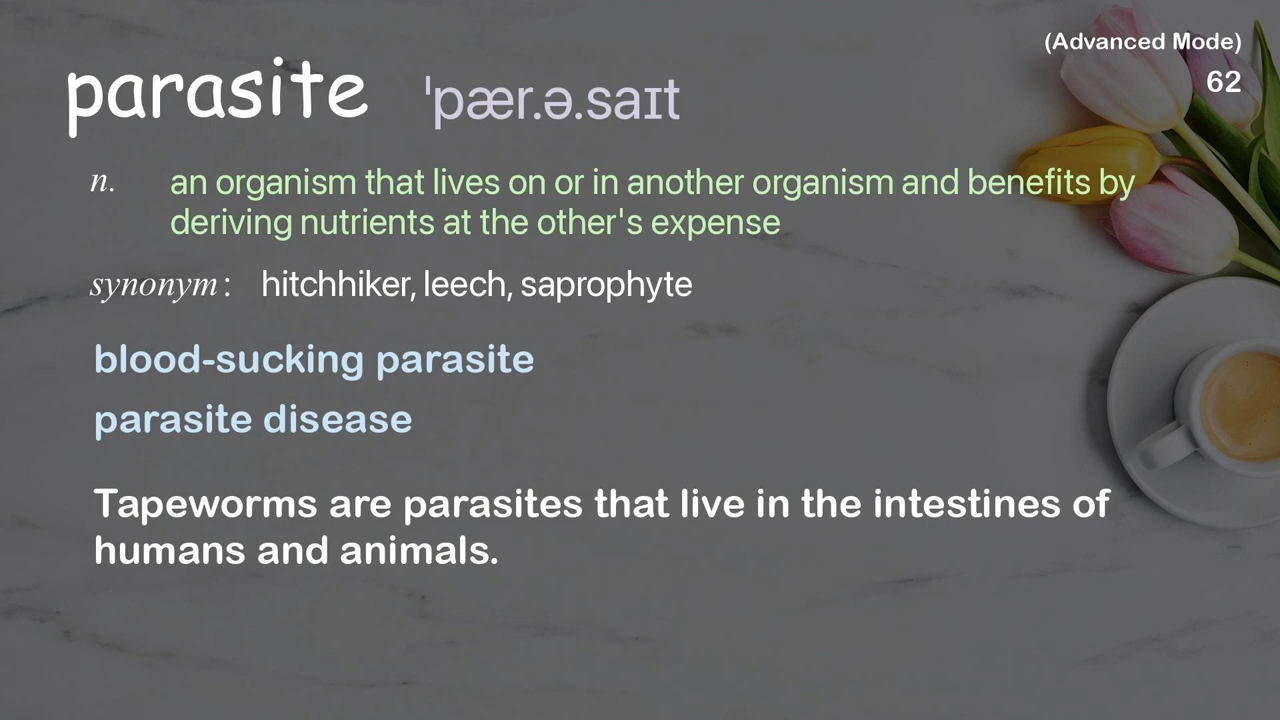 (Advanced Mode)
62
parasite ˈpær.ə.saɪt
n. an organism that lives on or in another organism and benefits by
deriving nutrients at the other's expense
synonym : hitchhiker, leech, saprophyte
blood-sucking parasite
parasite disease
Tapeworms are parasites that live in the intestines of
humans and animals.